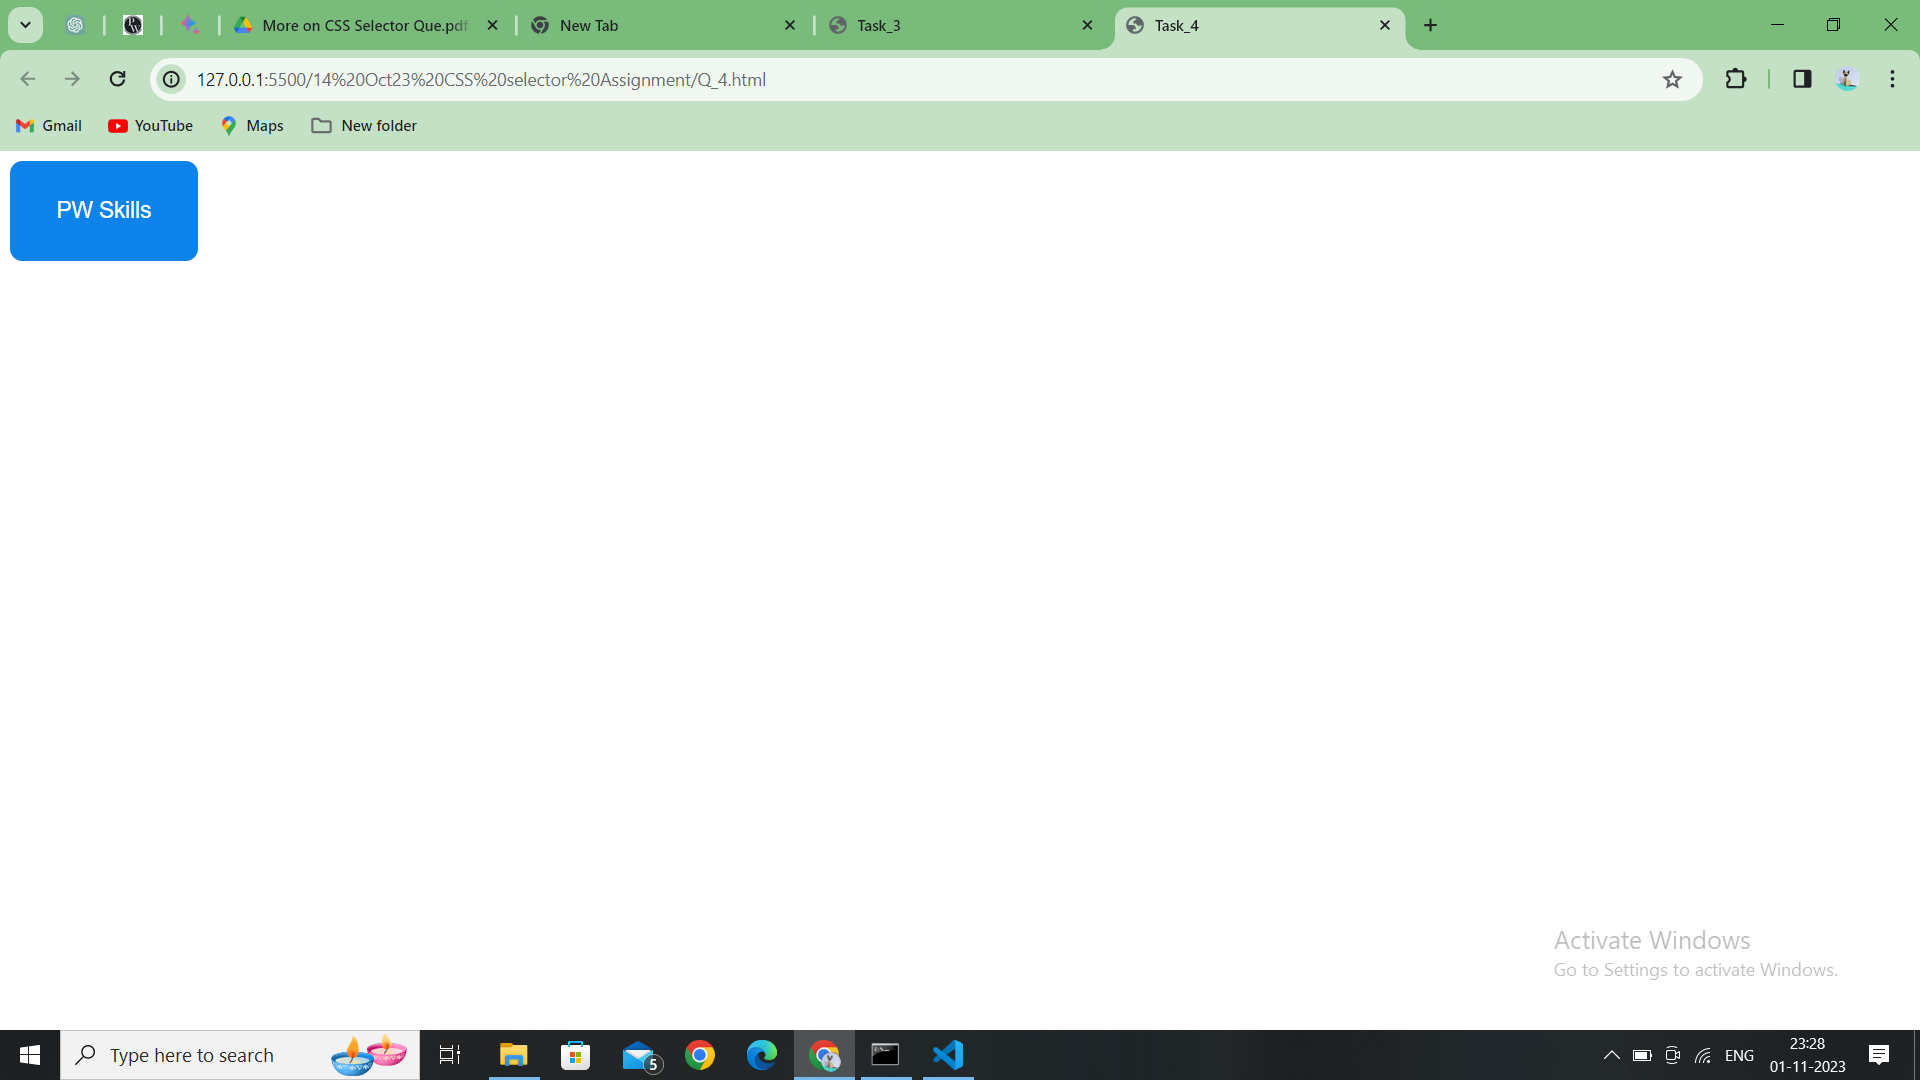 More on CSS Selector Que.pdf
New Tab
Task_3
Task_4
127.0.0.1:5500/14%20Oct23%20CSS%20selector%20Assignment/Q_4.html
Gmail
YouTube
Maps
New folder
PW Skills
Activate Windows
Go to Settings to activate Windows.
Type here to search
5
ENG
23:28
01-11-2023